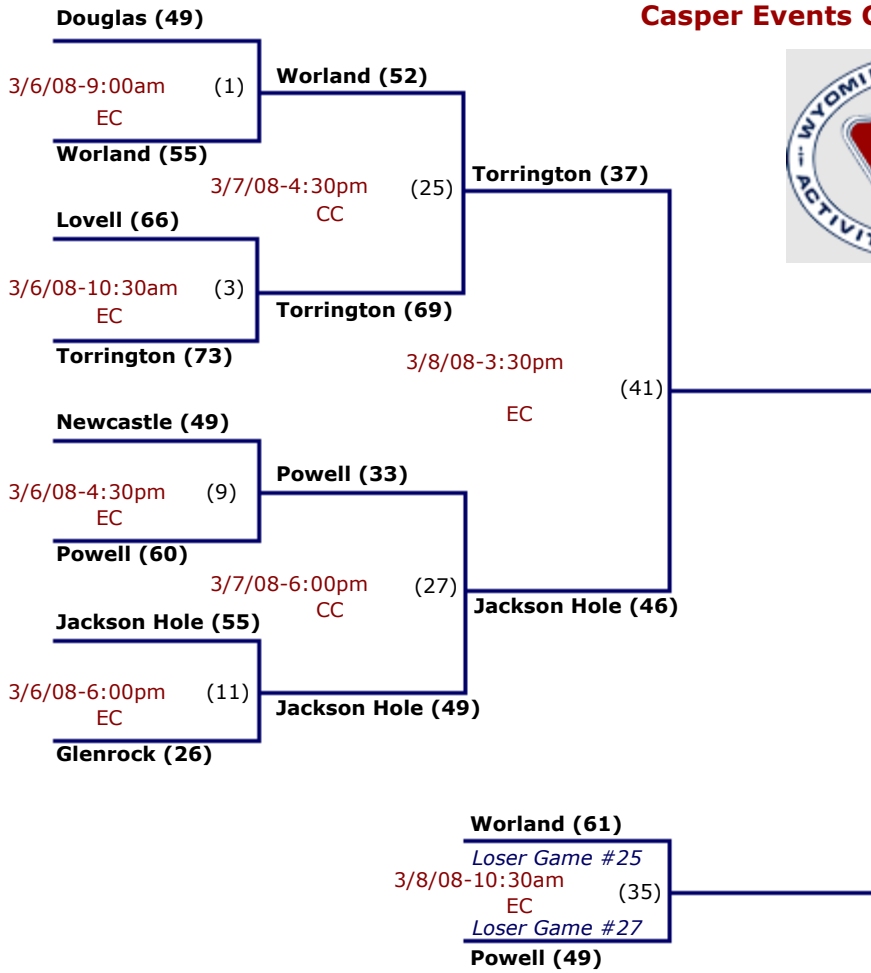 Douglas (49)
Casper Events
3/6/08-9:00am
(1)
EC
Worland (52)
Worland (55)
3/7/08-4:30pm
(25)
CC
Torrington (37)
Lovell (66)
3/6/08-10:30am
(3)
EC
Torrington (69)
Torrington (73)
3/8/08-3:30pm
(41)
EC
Newcastle (49)
3/6/08-4:30pm
(9)
EC
Powell (33)
Powell (60)
3/7/08-6:00pm
(27)
CC
Jackson Hole (46)
Jackson Hole (55)
3/6/08-6:00pm
(11)
EC
Jackson Hole (49)
Glenrock (26)
Worland (61)
Loser Game #25
3/8/08-10:30am
(35)
EC
Loser Game #27
Powell (49)